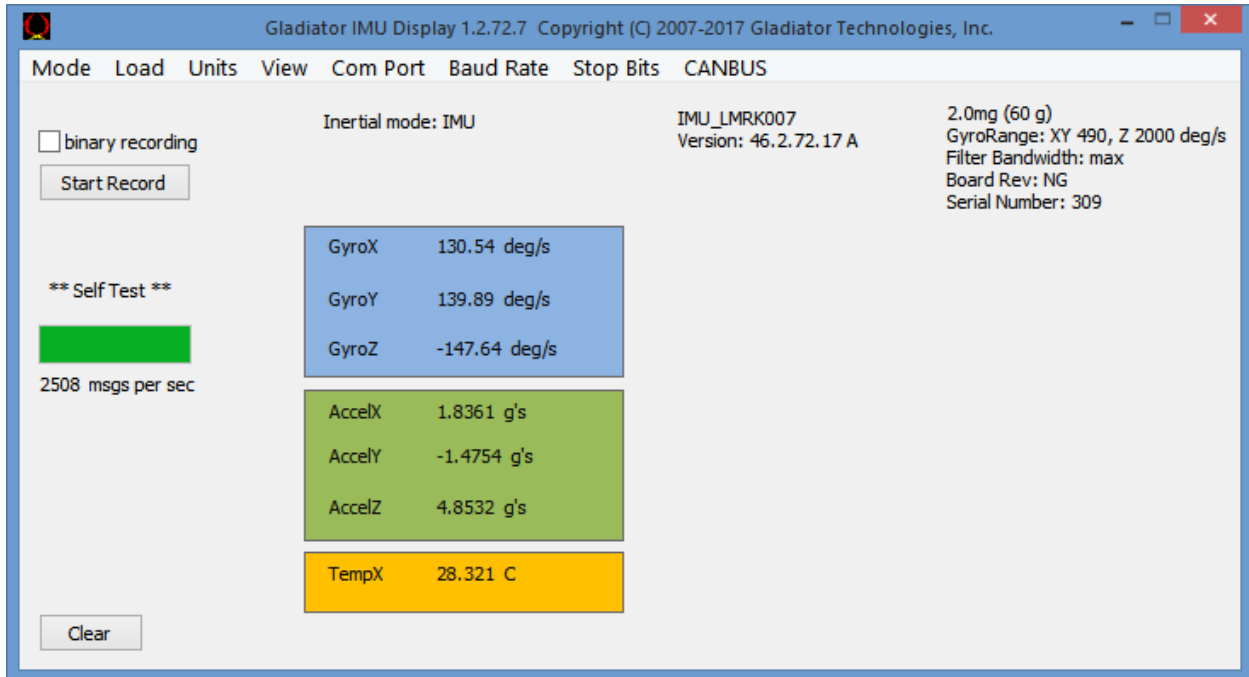 Gladiator IMU Display 1.2.72.7 Copyright (C) 2007-2017 Gladiator Technologies, Inc.
Mode Load Units View Com Port Baud Rate Stop Bits CANBUS
binary recording
Start Record
Inertial mode: IMU
IMU_LMRK007
Version: 46.2.72.17 A
2.0mg (60 g)
GyroRange: XY 490, Z 2000 deg/s
Filter Bandwidth: max
Board Rev: NG
Serial Number: 309
** Self Test **
2508 msgs per sec
GyroX 130.54 deg/s
GyroY 139.89 deg/s
GyroZ -147.64 deg/s
AccelX 1.8361 g's
AccelY -1.4754 g's
AccelZ 4.8532 g's
TempX 28.321 C
Clear